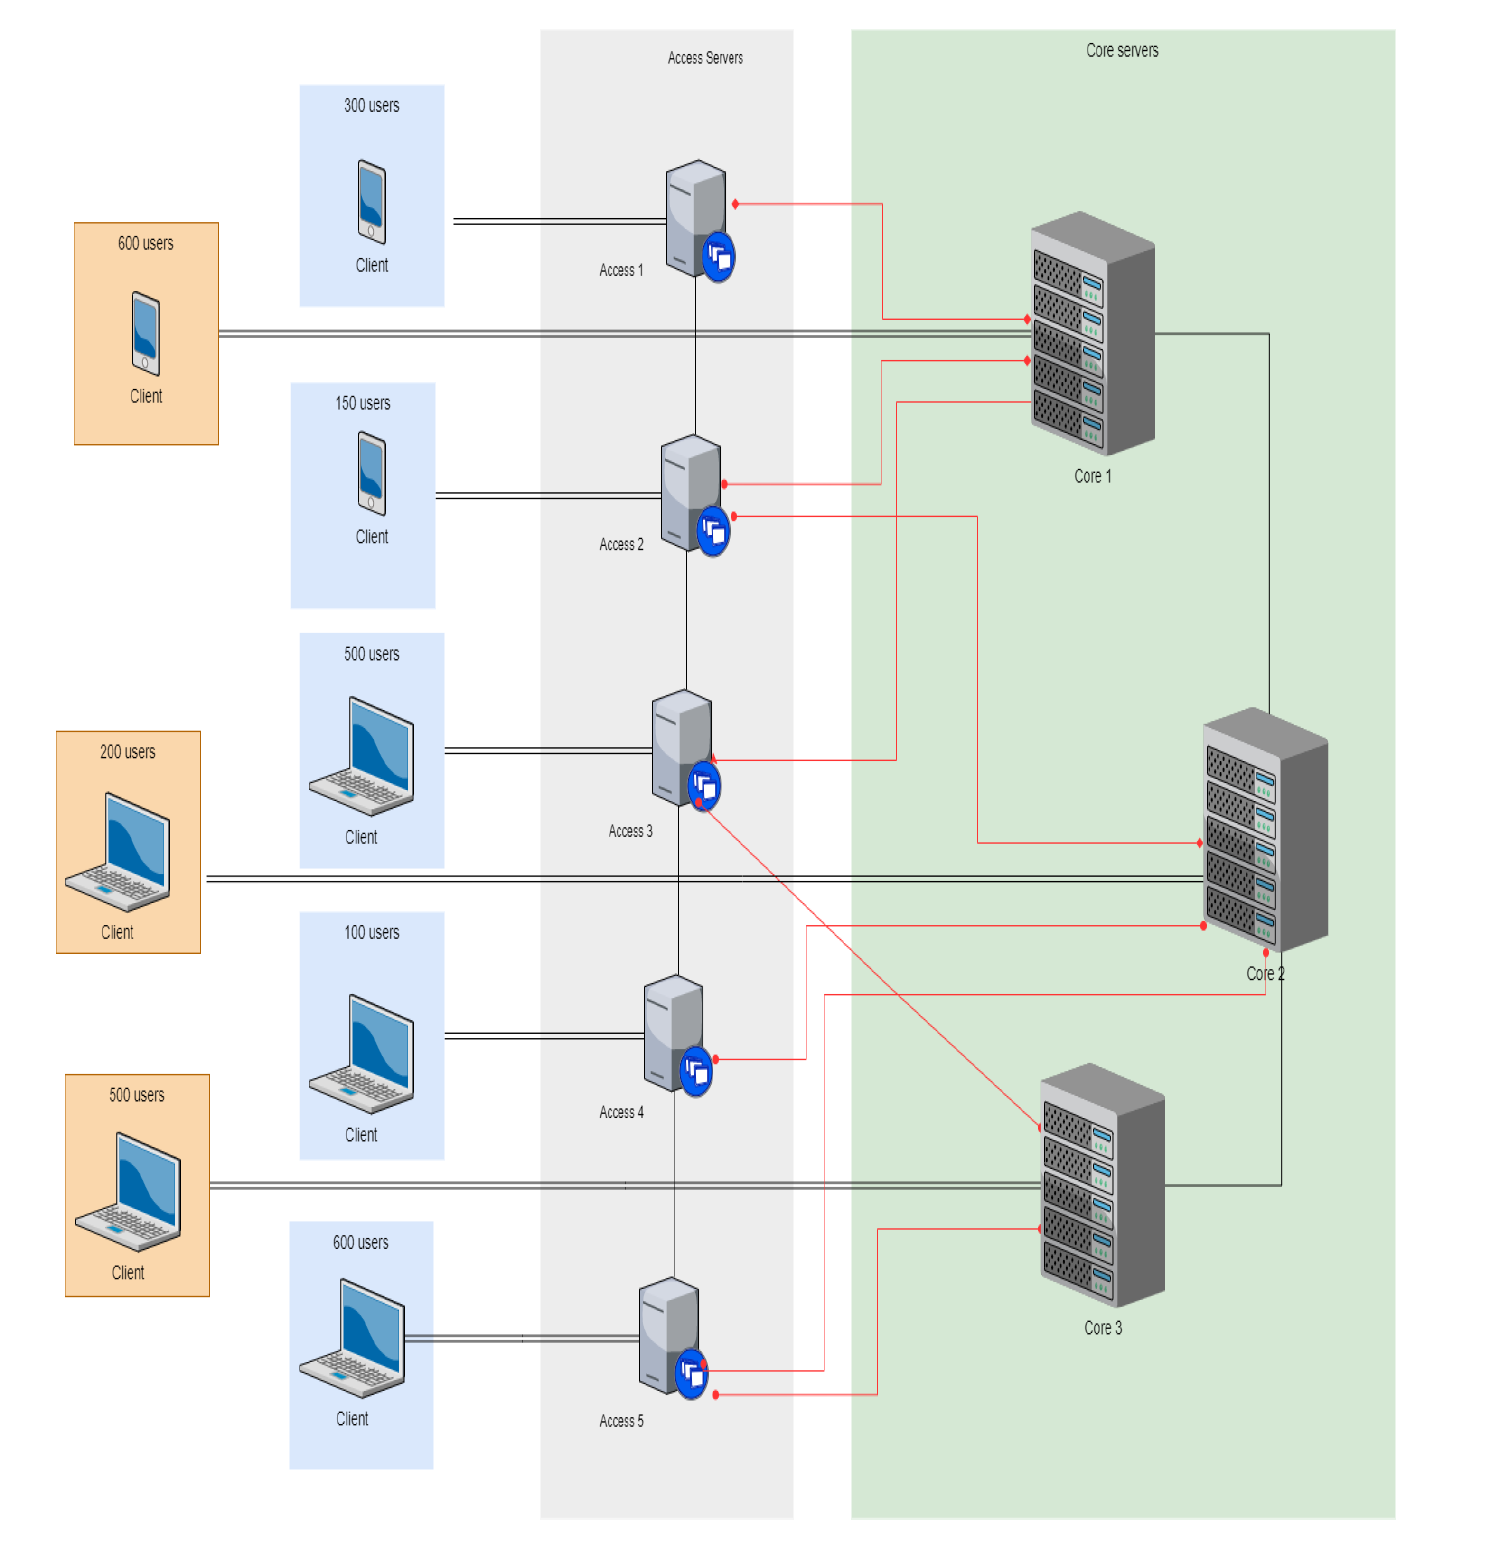 Access Servers
Core servers
300 users
Client
Access 1
600 users
Client
150 users
Client
Access 2
Core 1
500 users
Client
Access 3
200 users
Client
100 users
Client
Access 4
Core 2
500 users
Client
600 users
Client
Access 5
Core 3